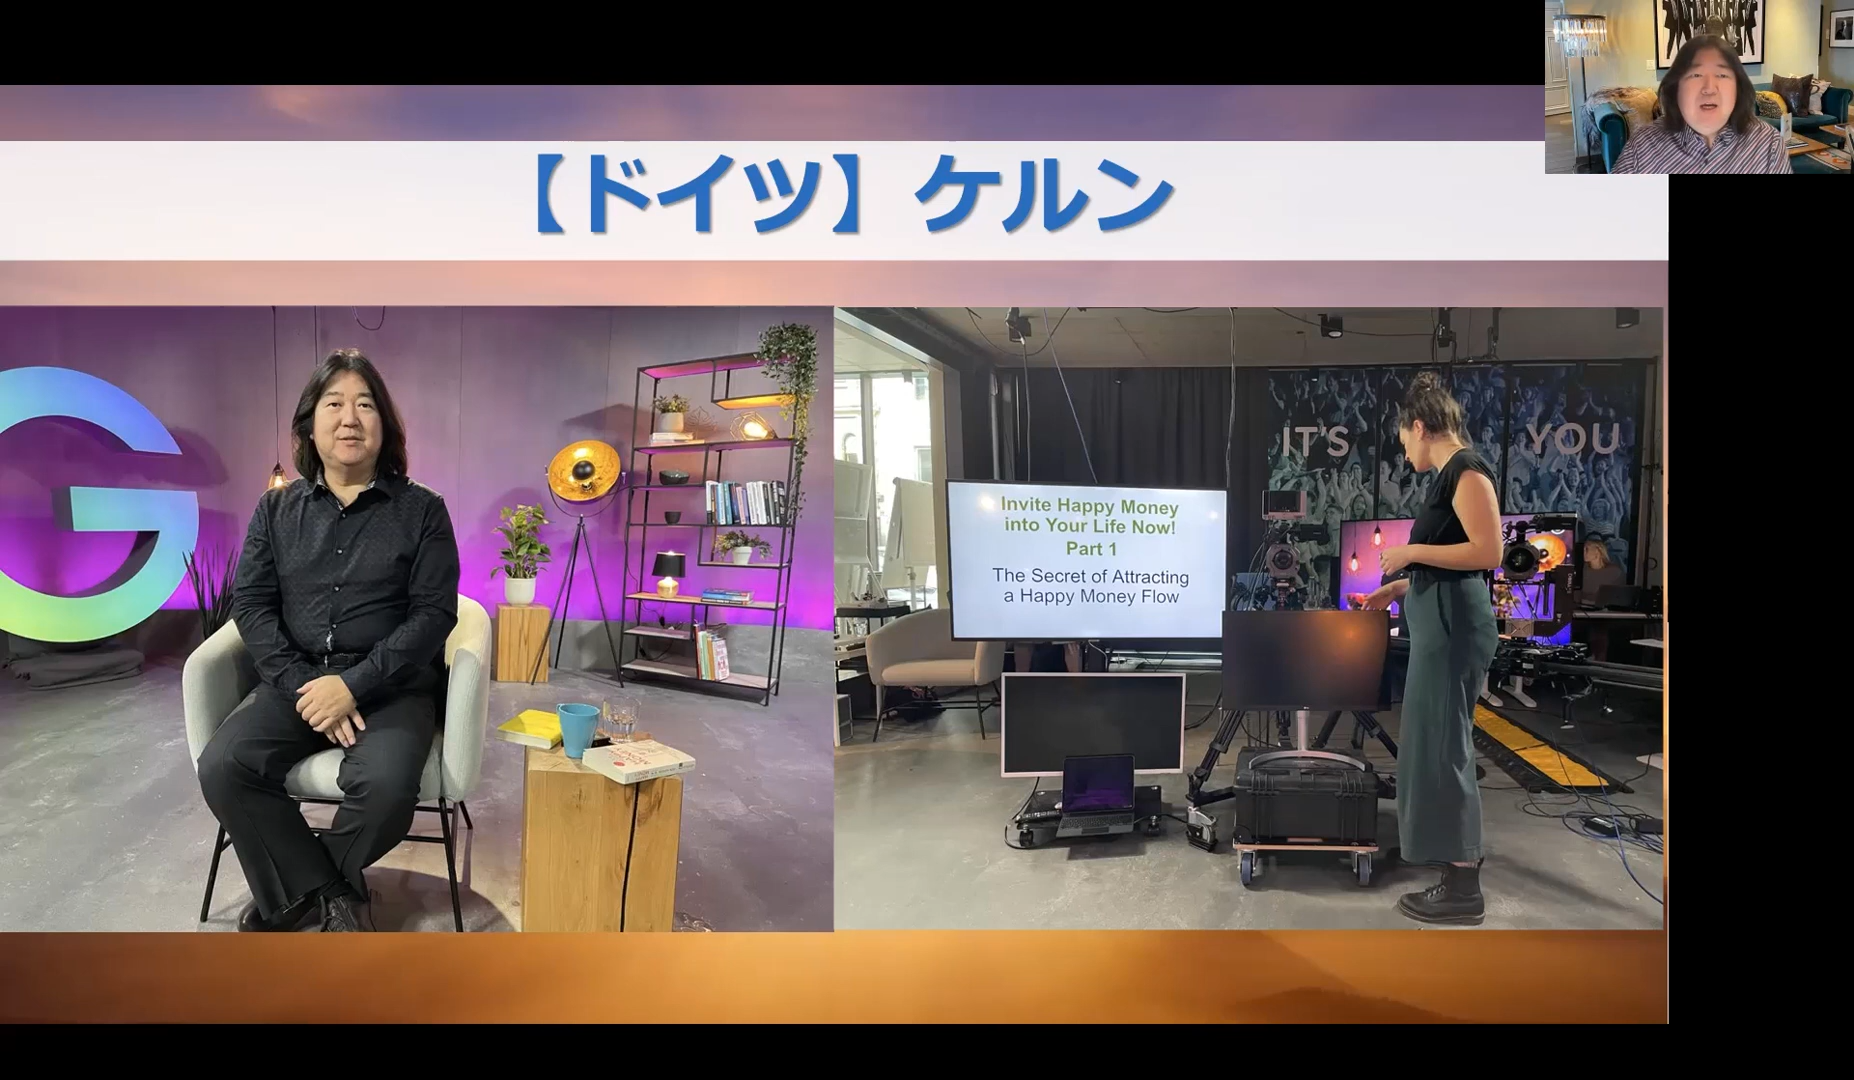 【ドイツ】ケルン
G
IT'S
YOU
Invite Happy Money
into Your Life Now!
Part 1
The Secret of Attracting
a Happy Money Flow